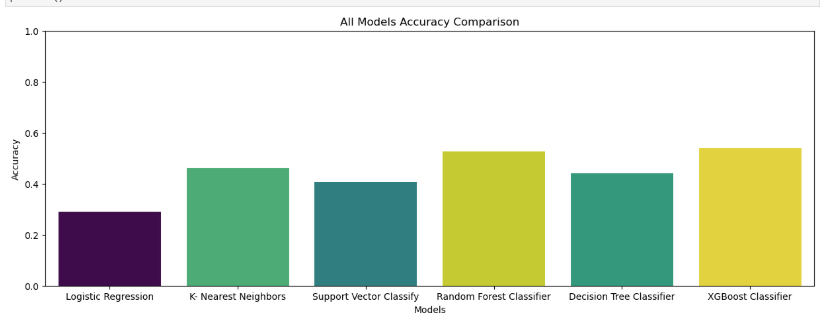 All Models Accuracy Comparison
1.0
0.8
0.6
0.4
0.2
0.0
Accuracy
Logistic Regression K- Nearest Neighbors Support Vector Classify Random Forest Classifier Decision Tree Classifier XGBoost Classifier
Models